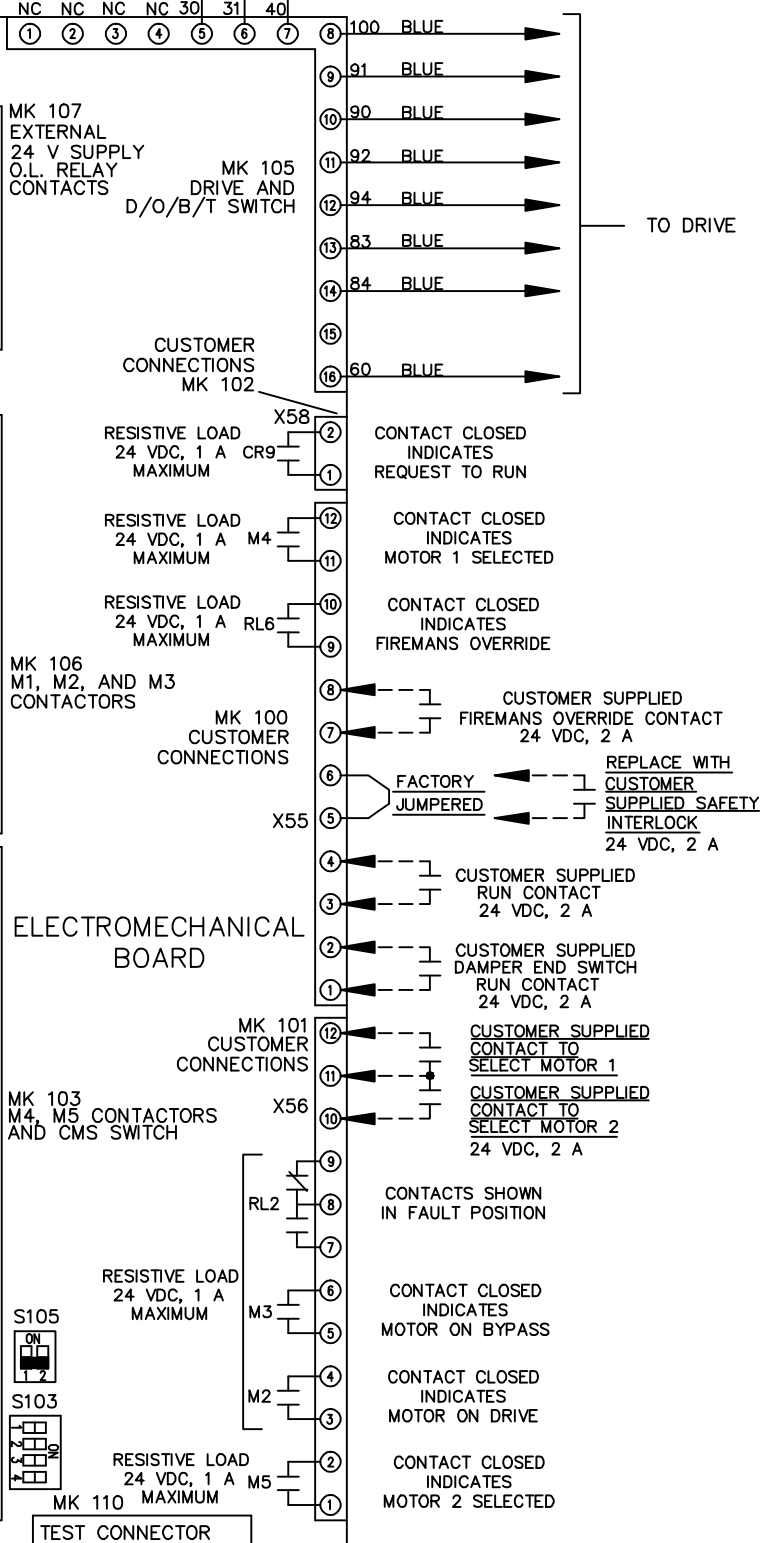 NC NC NC NC 30 31 40
1 2 3 4 5 6 7 8 100 BLUE
9 91 BLUE
10 90 BLUE
11 92 BLUE
12 94 BLUE
13 83 BLUE
14 84 BLUE
15
16 60 BLUE
TO DRIVE
MK 107
EXTERNAL
24 V SUPPLY
O.L. RELAY
CONTACTS
MK 105
DRIVE AND
D/O/B/T SWITCH
CUSTOMER
CONNECTIONS
MK 102
X58
RESISTIVE LOAD
24 VDC, 1 A
MAXIMUM
CR9
2
1
CONTACT CLOSED
INDICATES
REQUEST TO RUN
RESISTIVE LOAD
24 VDC, 1 A
MAXIMUM
M4
12
11
CONTACT CLOSED
INDICATES
MOTOR 1 SELECTED
RESISTIVE LOAD
24 VDC, 1 A
MAXIMUM
RL6
10
9
CONTACT CLOSED
INDICATES
FIREMANS OVERRIDE
MK 106
M1, M2, AND M3
CONTACTORS
MK 100
CUSTOMER
CONNECTIONS
8
7
CUSTOMER SUPPLIED
FIREMANS OVERRIDE CONTACT
24 VDC, 2 A
X55
6
5
FACTORY
JUMPERED
REPLACE WITH
CUSTOMER
SUPPLIED SAFETY
INTERLOCK
24 VDC, 2 A
4
3
CUSTOMER SUPPLIED
RUN CONTACT
24 VDC, 2 A
ELECTROMECHANICAL
BOARD
2
1
CUSTOMER SUPPLIED
DAMPER END SWITCH
RUN CONTACT
24 VDC, 2 A
MK 101
CUSTOMER
CONNECTIONS
X56
12
11
10
CUSTOMER SUPPLIED
CONTACT TO
SELECT MOTOR 1
CUSTOMER SUPPLIED
CONTACT TO
SELECT MOTOR 2
24 VDC, 2 A
MK 103
M4, M5 CONTACTORS
AND CMS SWITCH
RL2
9
8
7
CONTACTS SHOWN
IN FAULT POSITION
RESISTIVE LOAD
24 VDC, 1 A
MAXIMUM
M3
6
5
CONTACT CLOSED
INDICATES
MOTOR ON BYPASS
M2
4
3
CONTACT CLOSED
INDICATES
MOTOR ON DRIVE
S105
ON
1 2
S103
1
2
3
4
ON
RESISTIVE LOAD
24 VDC, 1 A
MAXIMUM
M5
2
1
CONTACT CLOSED
INDICATES
MOTOR 2 SELECTED
MK 110
TEST CONNECTOR